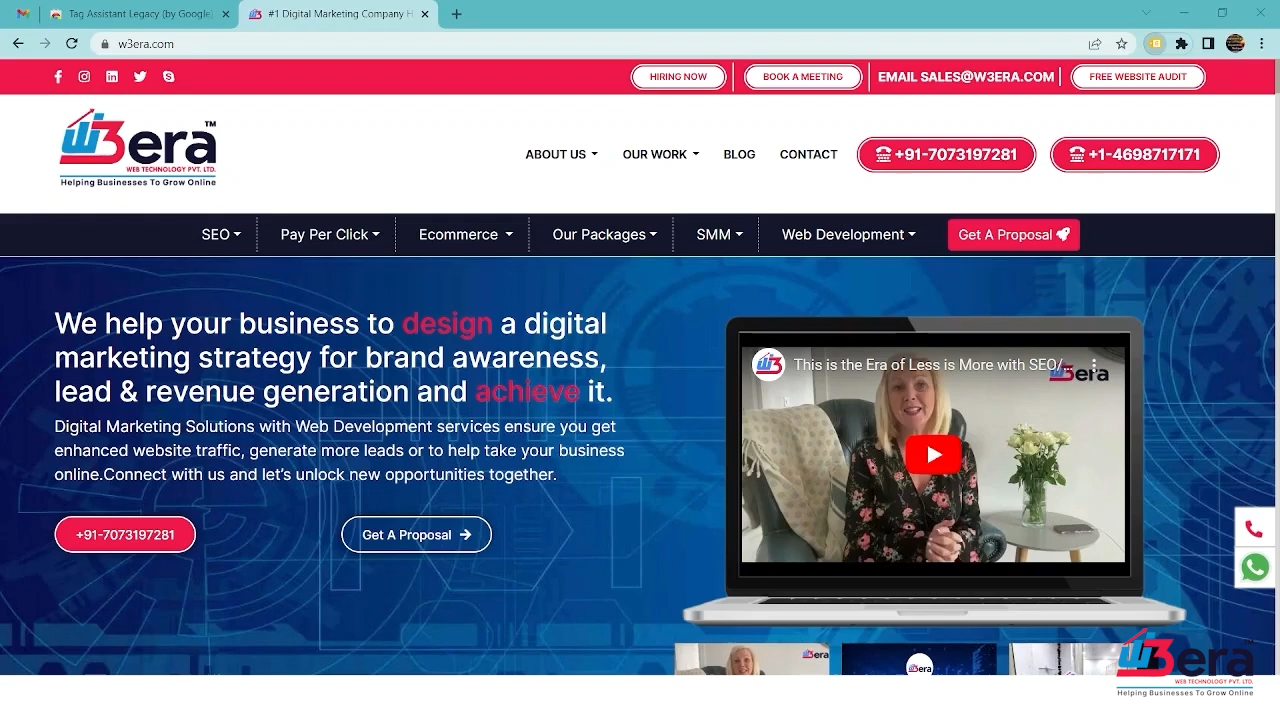 Tag Assistant Legacy (by Google
#1 Digital Marketing Company H
w3era.com
HIRING NOW
BOOK A MEETING
EMAIL SALES@W3ERA.COM
FREE WEBSITE AUDIT
W3era™
WEB TECHNOLOGY PVT. LTD.
Helping Businesses To Grow Online
ABOUT US
OUR WORK
BLOG
CONTACT
+91-7073197281
+1-4698717171
SEO
Pay Per Click
Ecommerce
Our Packages
SMM
Web Development
Get A Proposal
We help your business to design a digital
marketing strategy for brand awareness,
lead & revenue generation and achieve it.
Digital Marketing Solutions with Web Development services ensure you get
enhanced website traffic, generate more leads or to help take your business
online.Connect with us and let’s unlock new opportunities together.
+91-7073197281
Get A Proposal
W3
This is the Era of Less is More with SEO/...
W3era
W3era
W3era
W3era™
WEB TECHNOLOGY PVT. LTD.
Helping Businesses To Grow Online